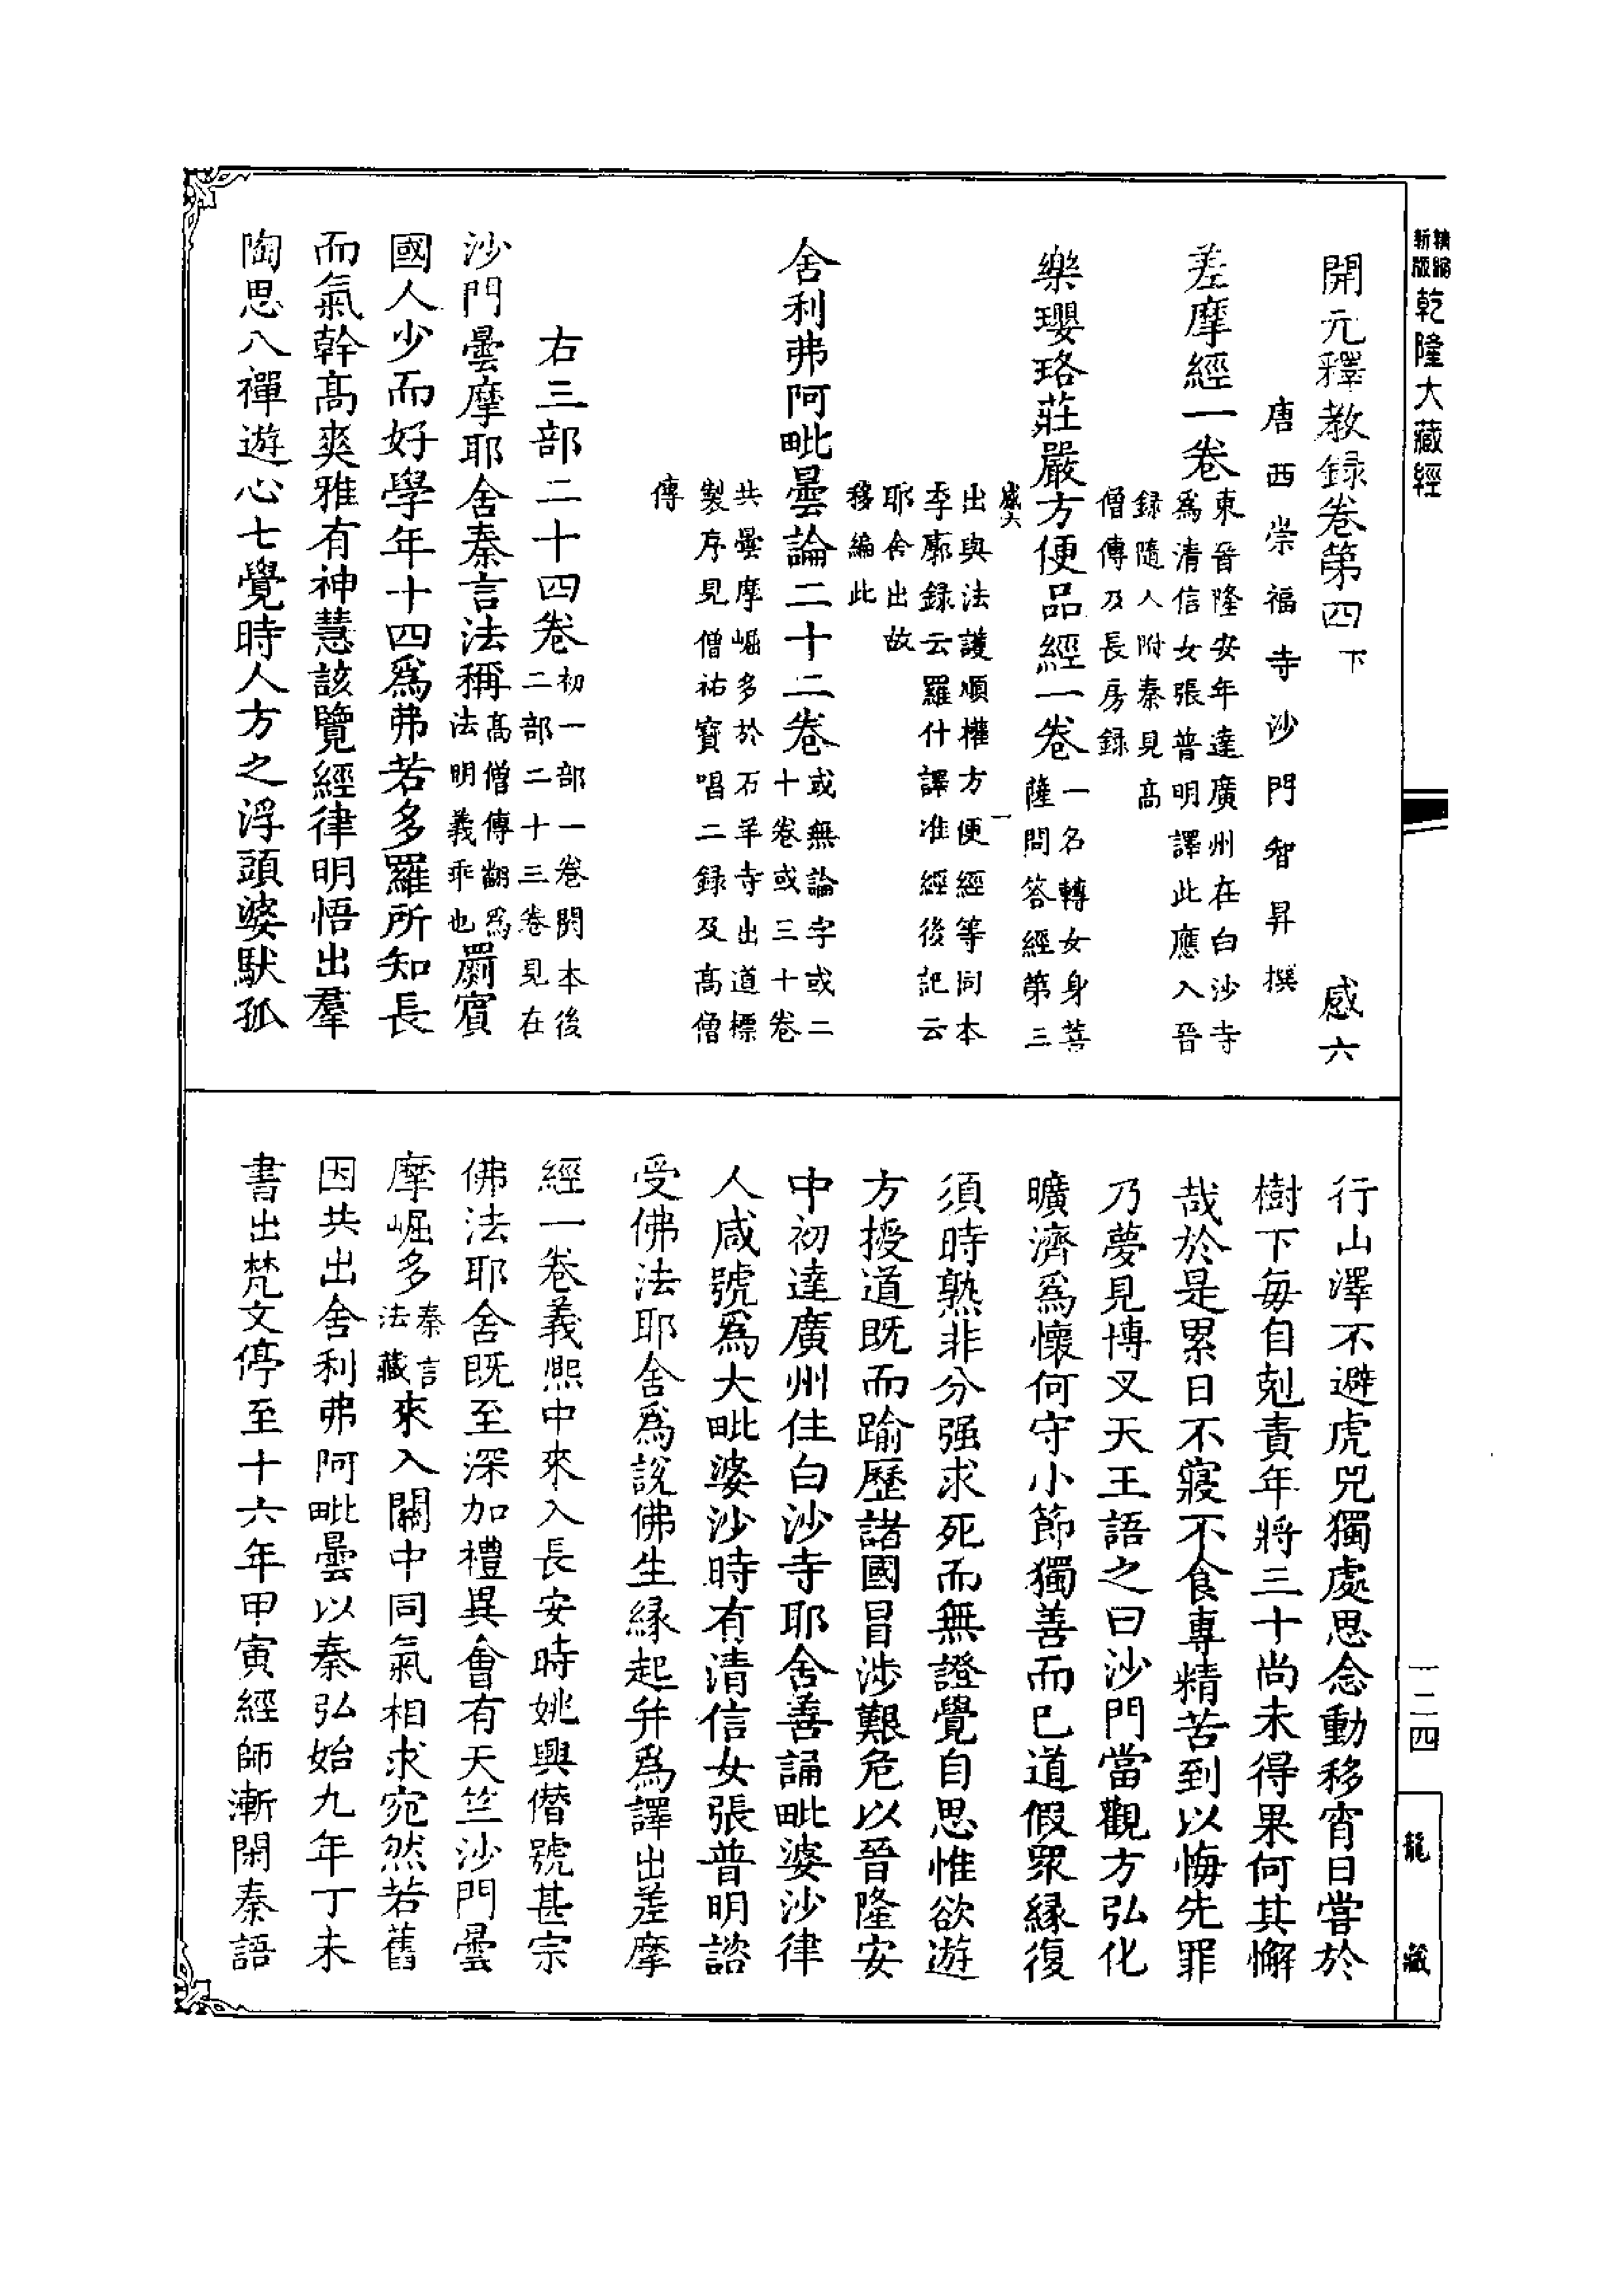 精縮
新版
乾隆大藏經
開元釋教録卷第四下　感六
唐西崇福寺沙門智昇撰
差摩經一卷
東晉隆安年達廣州在白沙寺
爲清信女張普明譯此應入晉
録隨人附秦見高
僧傳及長房録
樂瓔珞莊嚴方便品經一卷
一名轉女身菩
薩問答經第三
感六
一
出與法護順權方便經等同本
李廓録云羅什譯准經後記云
耶舍出故
移編此
舍利弗阿毗曇論二十二卷
或無論字或二
十卷或三十卷
共曇摩崛多於石羊寺出道標
製序見僧祐寶唱二録及高僧
傳
右三部二十四卷
初一部一卷闕本後
二部二十三卷見在
沙門曇摩耶舍秦言法稱
高僧傳翻爲
法明義乖也
罽賓
國人少而好學年十四爲弗若多羅所知長
而氣幹高爽雅有神慧該覽經律明悟出羣
陶思八禪遊心七覺時人方之浮頭婆馱孤
行山澤不避虎兕獨處思念動移宵日嘗於
樹下每自剋責年將三十尚未得果何其懈
哉於是累日不寢不食專精苦到以悔先罪
乃夢見博叉天王語之曰沙門當觀方弘化
曠濟爲懷何守小節獨善而已道假眾緣復
須時熟非分强求死而無證覺自思惟欲遊
方授道既而踰歷諸國冒涉艱危以晉隆安
中初達廣州住白沙寺耶舍善誦毗婆沙律
人咸號爲大毗婆沙時有清信女張普明諮
受佛法耶舍爲說佛生緣起并爲譯出差摩
經一卷義熙中來入長安時姚興僭號甚宗
佛法耶舍既至深加禮異會有天竺沙門曇
摩崛多
秦言
法藏
來入關中同氣相求宛然若舊
因共出舍利弗阿毗曇以秦弘始九年丁未
書出梵文停至十六年甲寅經師漸閑秦語
一二四
龍藏